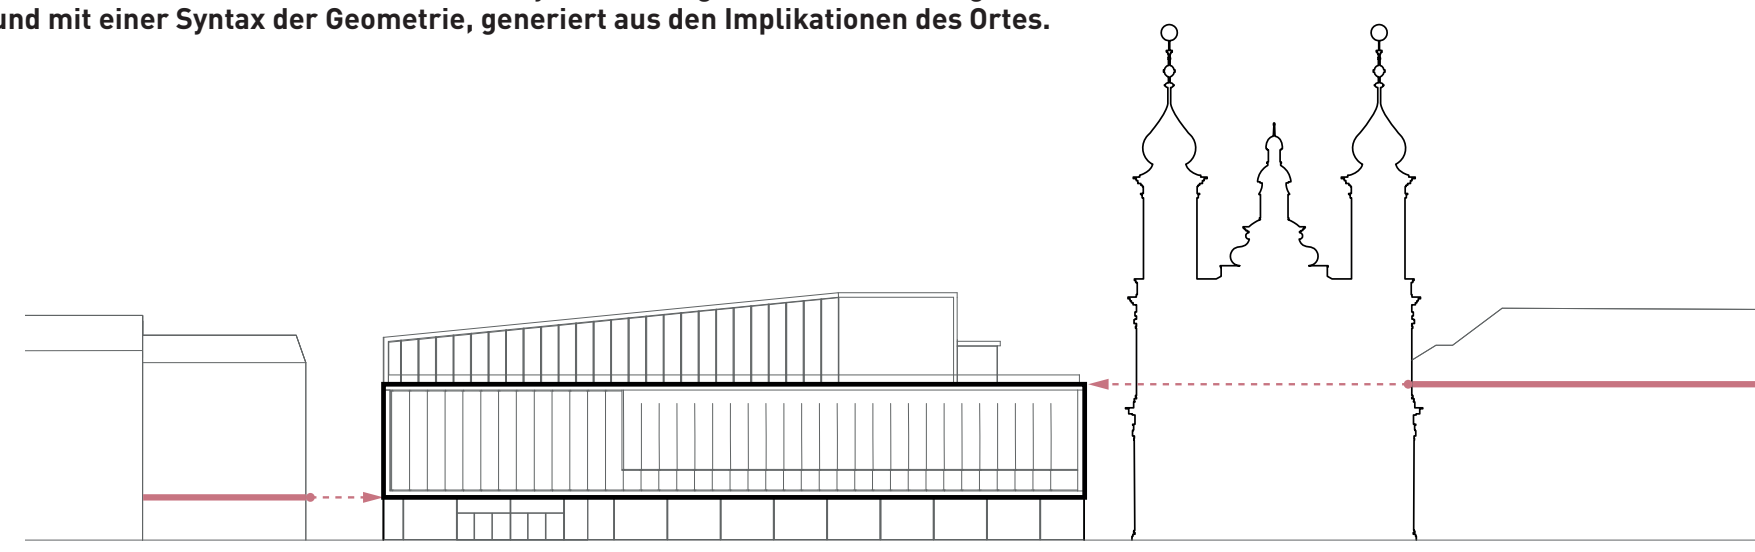 und mit einer Syntax der Geometrie, generiert aus den Implikationen des Ortes.